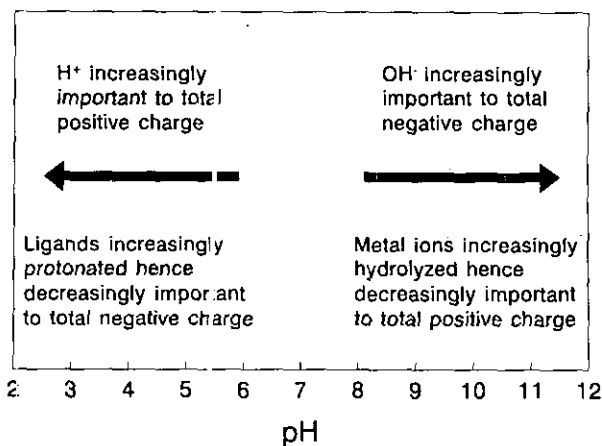 H⁺ increasingly
important to total
positive charge
OH⁻ increasingly
important to total
negative charge
Ligands increasingly
protonated hence
decreasingly important
to total negative charge
Metal ions increasingly
hydrolyzed hence
decreasingly important
to total positive charge
2 3 4 5 6 7 8 9 10 11 12
pH